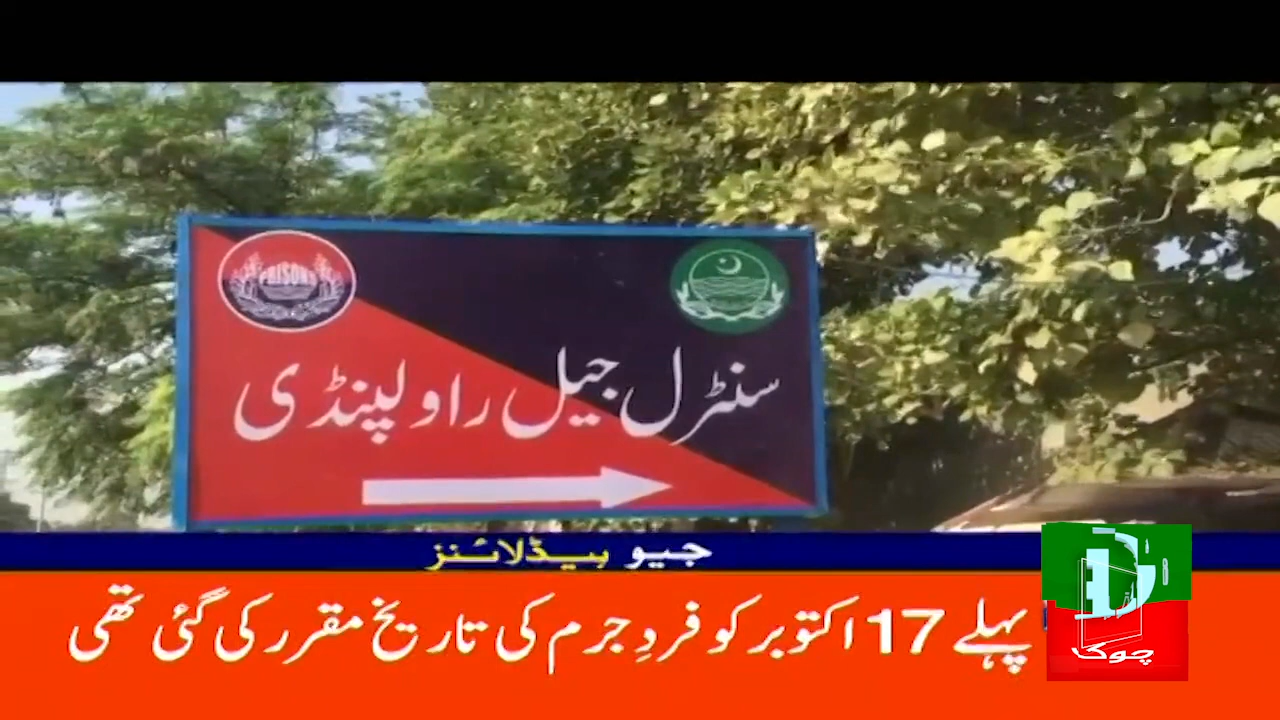 PRISONS
سنٹرل جیل راولپنڈی
جیو ہیڈلائنز
پہلے 17 اکتوبر کو فردِ جرم کی تاریخ مقرر کی گئی تھی
D
چوک